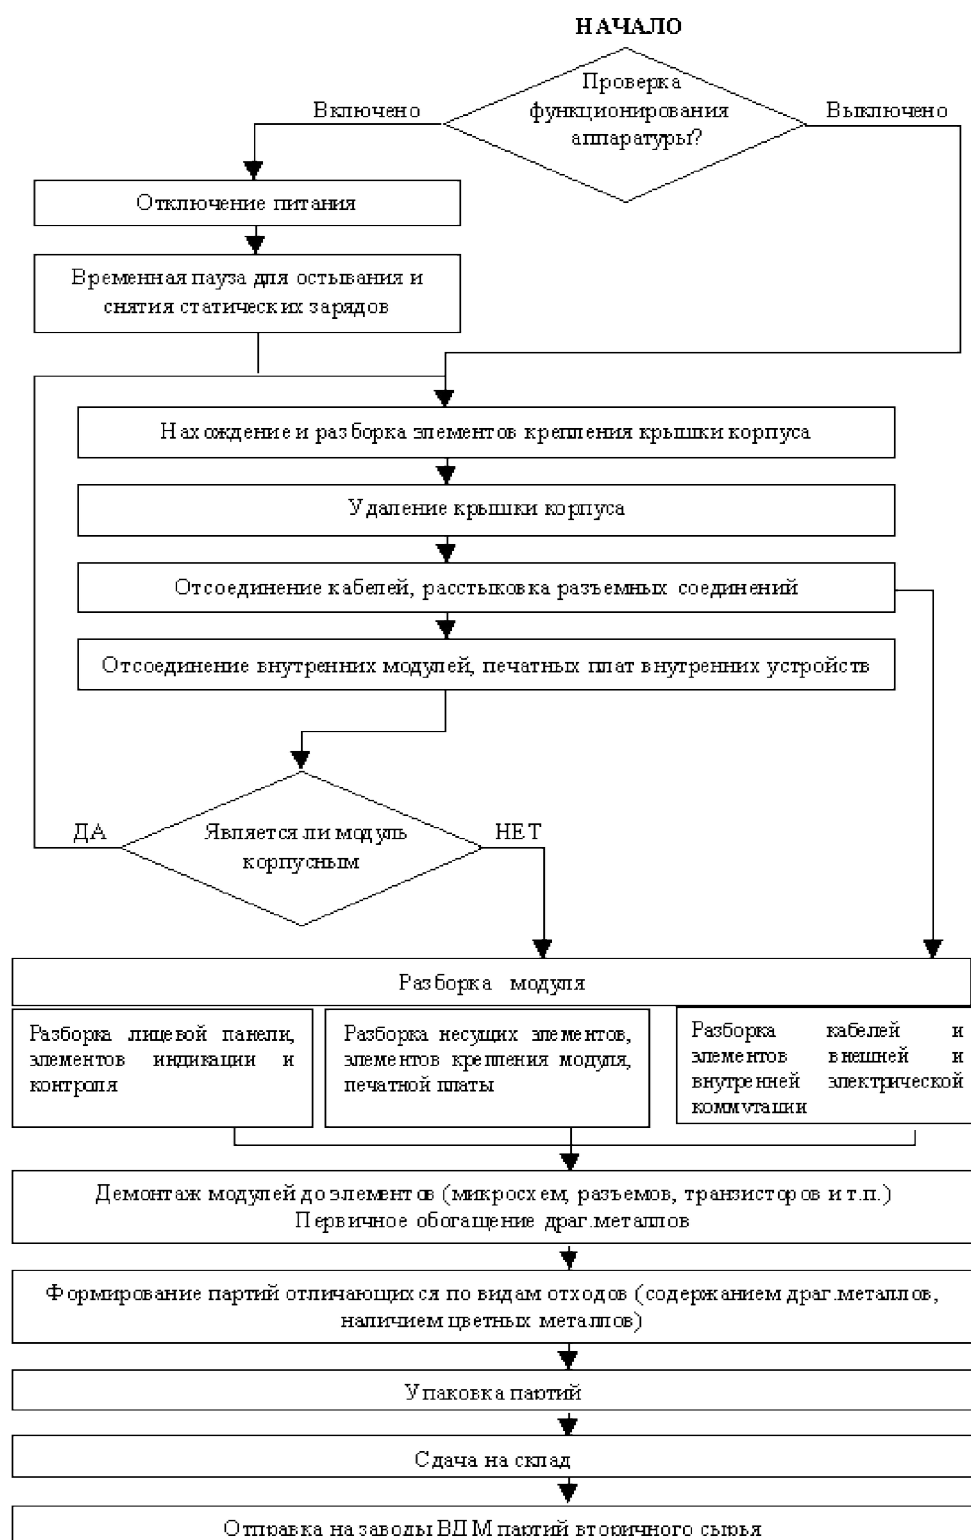 НАЧАЛО
Проверка
функционирования
аппаратуры?
Включено
Выключено
Отключение питания
Временная пауза для остывания и
снятия статических зарядов
Нахождение и разборка элементов крепления крышки корпуса
Удаление крышки корпуса
Отсоединение кабелей, расстыковка разъемных соединений
Отсоединение внутренних модулей, печатных плат внутренних устройств
ДА
Является ли модуль
корпусным
НЕТ
Разборка модуля
Разборка лицевой панели,
элементов индикации и
контроля
Разборка несущих элементов,
элементов крепления модуля,
печатной платы
Разборка кабелей и
элементов внешней и
внутренней электрической
коммутации
Демонтаж модулей до элементов (микросхем, разъемов, транзисторов и т.п.)
Первичное обогащение драг.металлов
Формирование партий отличающихся по видам отходов (содержанием драг.металлов,
наличием цветных металлов)
Упаковка партий
Сдача на склад
Отправка на заводы ВДМ партий вторичного сырья